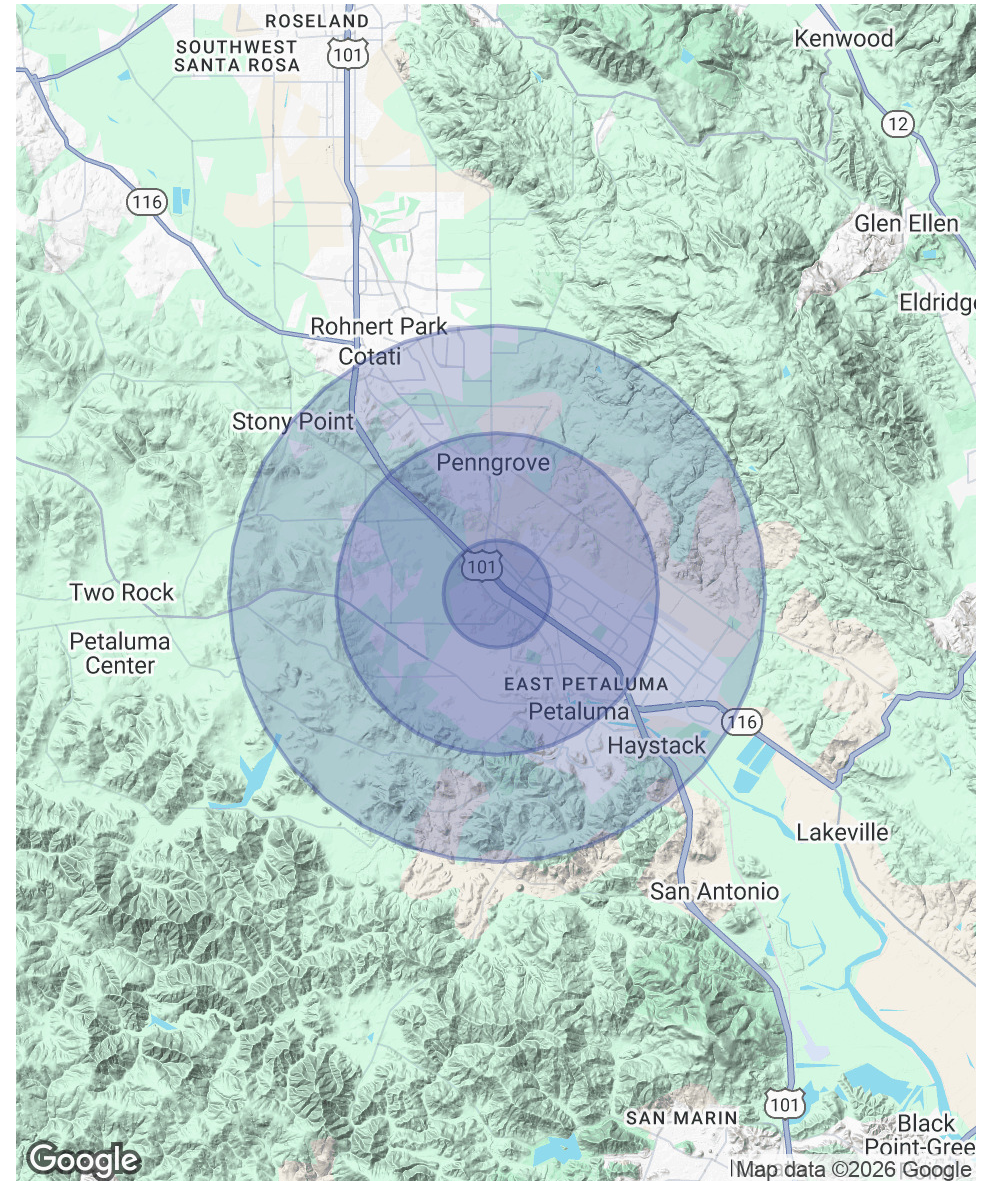 ROSELAND
SOUTHWEST
SANTA ROSA
101
Kenwood
12
116
Glen Ellen
Eldridge
Rohnert Park
Cotati
Stony Point
Penngrove
101
Two Rock
Petaluma
Center
EAST PETALUMA
Petaluma
116
Haystack
Lakeville
San Antonio
101
SAN MARIN
Black
Point-Gree
Google
Map data ©2026 Google